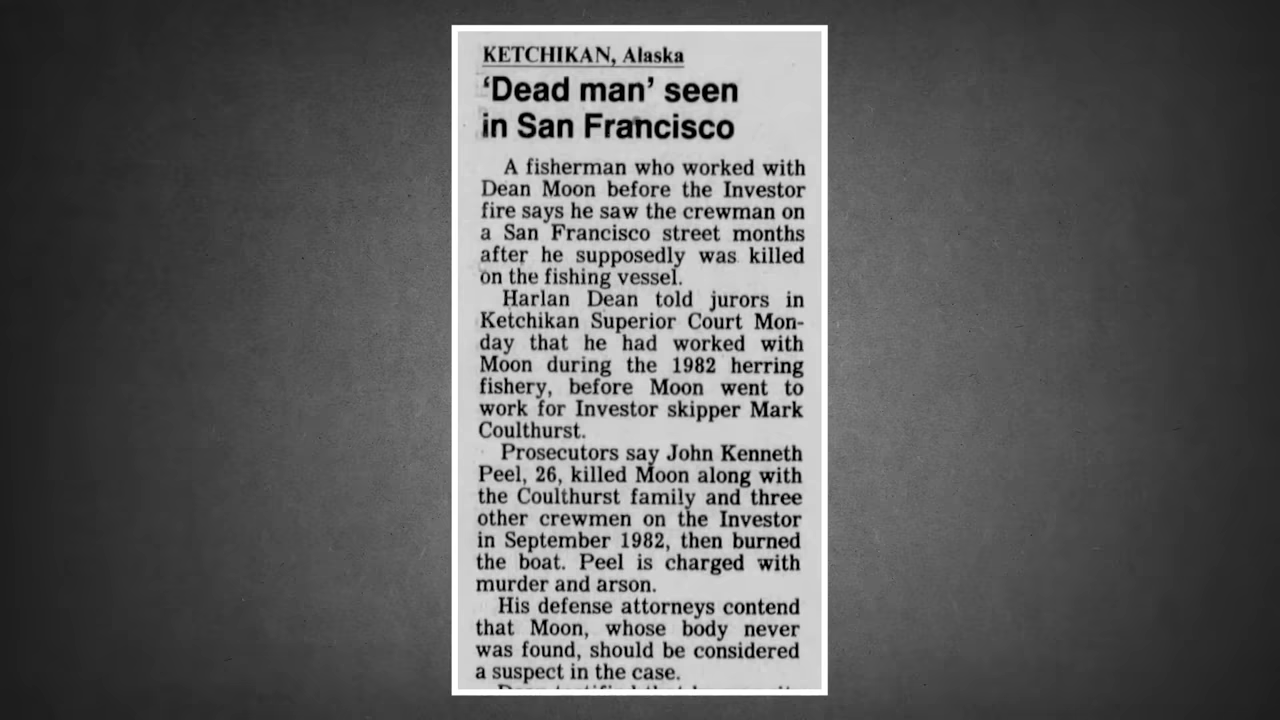 KETCHIKAN, Alaska
‘Dead man’ seen
in San Francisco
A fisherman who worked with
Dean Moon before the Investor
fire says he saw the crewman on
a San Francisco street months
after he supposedly was killed
on the fishing vessel.
Harlan Dean told jurors in
Ketchikan Superior Court Mon-
day that he had worked with
Moon during the 1982 herring
fishery, before Moon went to
work for Investor skipper Mark
Coulthurst.
Prosecutors say John Kenneth
Peel, 26, killed Moon along with
the Coulthurst family and three
other crewmen on the Investor
in September 1982, then burned
the boat. Peel is charged with
murder and arson.
His defense attorneys contend
that Moon, whose body never
was found, should be considered
a suspect in the case.